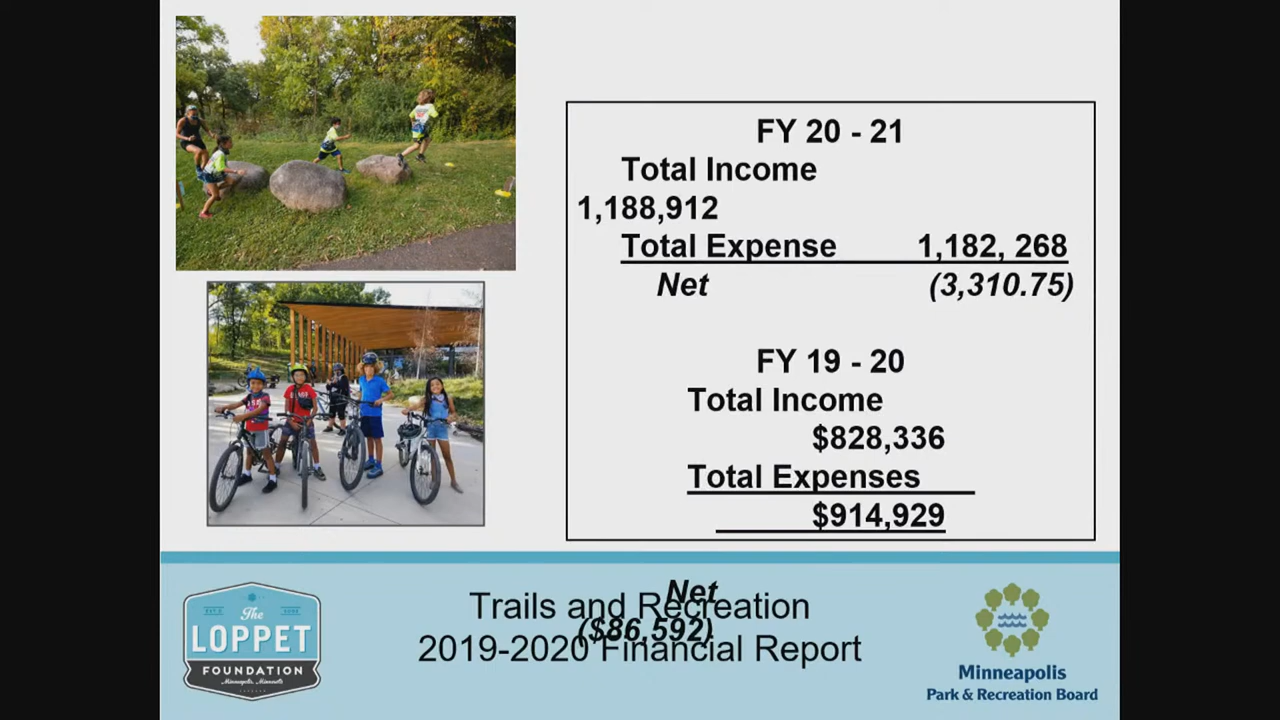 FY 20 - 21
Total Income
1,188,912
Total Expense 1,182, 268
Net (3,310.75)
FY 19 - 20
Total Income
$828,336
Total Expenses
$914,929
Net
($86,592)
Trails and Recreation
2019-2020 Financial Report
The
LOPPET
FOUNDATION
Minneapolis, Minnesota
Minneapolis
Park & Recreation Board